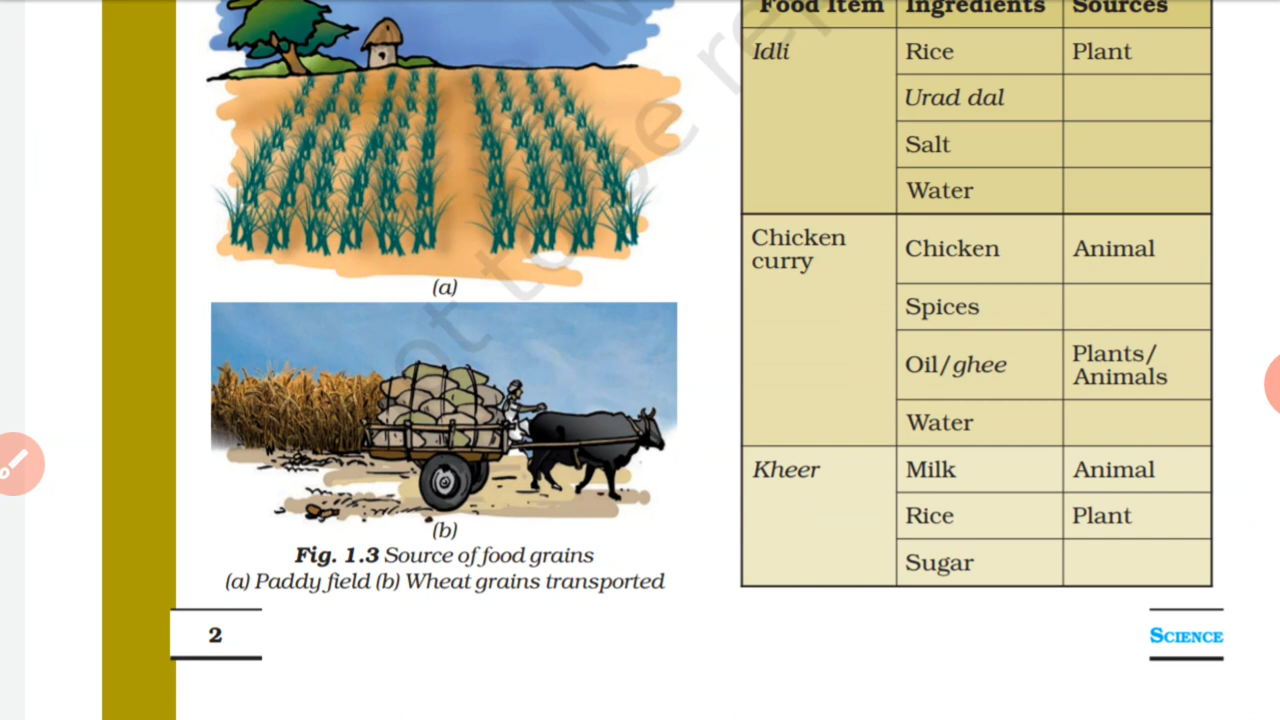 (a)
(b)
Fig. 1.3 Source of food grains
(a) Paddy field (b) Wheat grains transported
Food Item Ingredients Sources
Idli Rice Plant
Urad dal
Salt
Water
Chicken curry Chicken Animal
Spices
Oil/ghee Plants/
Animals
Water
Kheer Milk Animal
Rice Plant
Sugar
2
SCIENCE